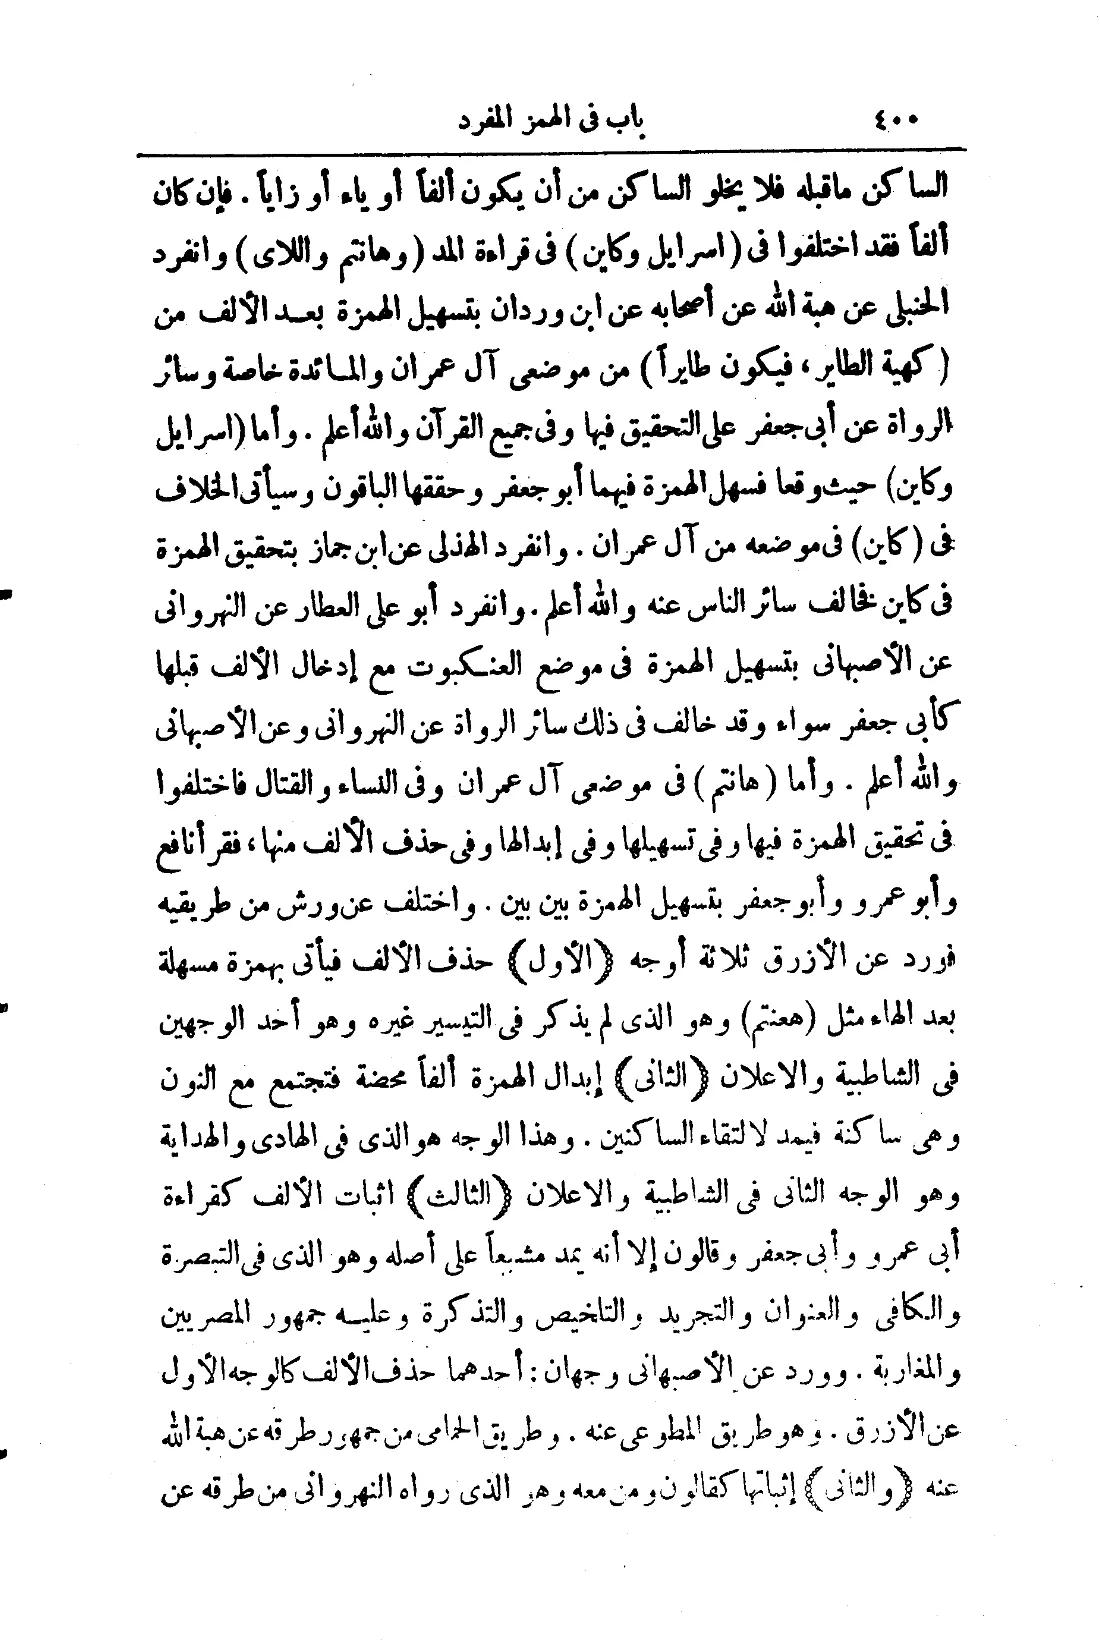 ٤٠٠ باب فى الهمز المفرد
الساكن ماقبله فلا يخلو الساكن من أن يكون ألفاً أو ياء أو زاياً . فإن كان
ألفاً فقد اختلفوا فى (اسرايل وكاين) فى قراءة المد (وهانتم واللاى) وانفرد
الحنبلى عن هبة الله عن أصحابه عن ابن وردان بتسهيل الهمزة بعد الألف من
(كهية الطاير ، فيكون طايراً) من موضعى آل عمران والمائدة خاصة وسائر
الرواة عن أبى جعفر على التحقيق فيها وفى جميع القرآن والله أعلم . وأما (اسرايل
وكاين) حيث وقعا فسهل الهمزة فيهما أبو جعفر وحققها الباقون وسيأتى الخلاف
فى (كاين) فى موضعه من آل عمران . وانفرد الهذلى عن ابن جماز بتحقيق الهمزة
فى كاين فخالف سائر الناس عنه والله أعلم . وانفرد أبو على العطار عن النهروانى
عن الأصبهانى بتسهيل الهمزة فى موضع العنكبوت مع إدخال الألف قبلها
كأبى جعفر سواء وقد خالف فى ذلك سائر الرواة عن النهروانى وعن الأصبهانى
والله أعلم . وأما (هانتم) فى موضعى آل عمران وفى النساء والقتال فاختلفوا
فى تحقيق الهمزة فيها وفى تسهيلها وفى إبدالها وفى حذف الألف منها ، فقرأ نافع
وأبو عمرو وأبو جعفر بتسهيل الهمزة بين بين . واختلف عن ورش من طريقيه
فورد عن الأزرق ثلاثة أوجه (الأول) حذف الألف فيأتى بهمزة مسهلة
بعد الهاء مثل (هعنتم) وهو الذى لم يذكر فى التيسير غيره وهو أحد الوجهين
فى الشاطبية والاعلان (الثانى) إبدال الهمزة ألفاً محضة فتجتمع مع النون
وهى ساكنة فيمد لالتقاء الساكنين . وهذا الوجه هو الذى فى الهادى والهداية
وهو الوجه الثانى فى الشاطبية والاعلان (الثالث) اثبات الألف كقراءة
أبى عمرو وأبى جعفر وقالون إلا أنه يمد مشبعاً على أصله وهو الذى فى التبصرة
والكافى والعنوان والتجريد والتلخيص والتذكرة وعليه جمهور المصريين
والمغاربة . وورد عن الأصبهانى وجهان : أحدهما حذف الألف كالوجه الأول
عن الأزرق . وهو طريق المطوعى عنه . وطريق الحمامى من جمهور طرقه عن هبة الله
عنه (والثانى) إثباتها كقالون ومن معه وهو الذى رواه النهروانى من طرقه عن